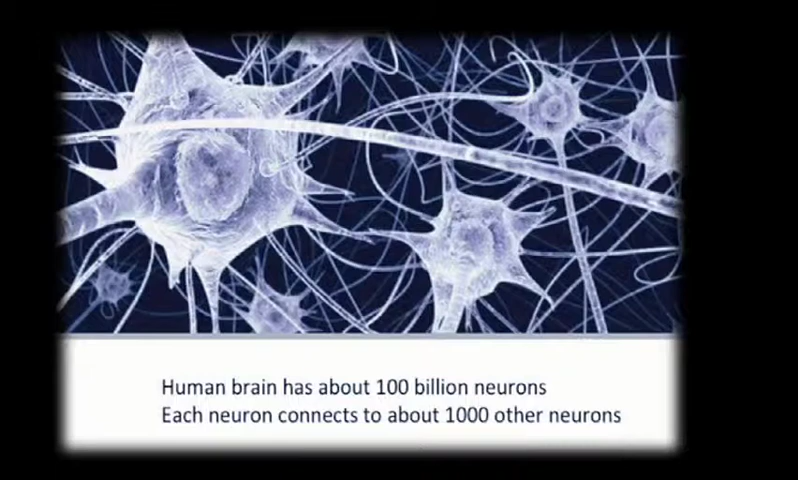 Human brain has about 100 billion neurons
Each neuron connects to about 1000 other neurons